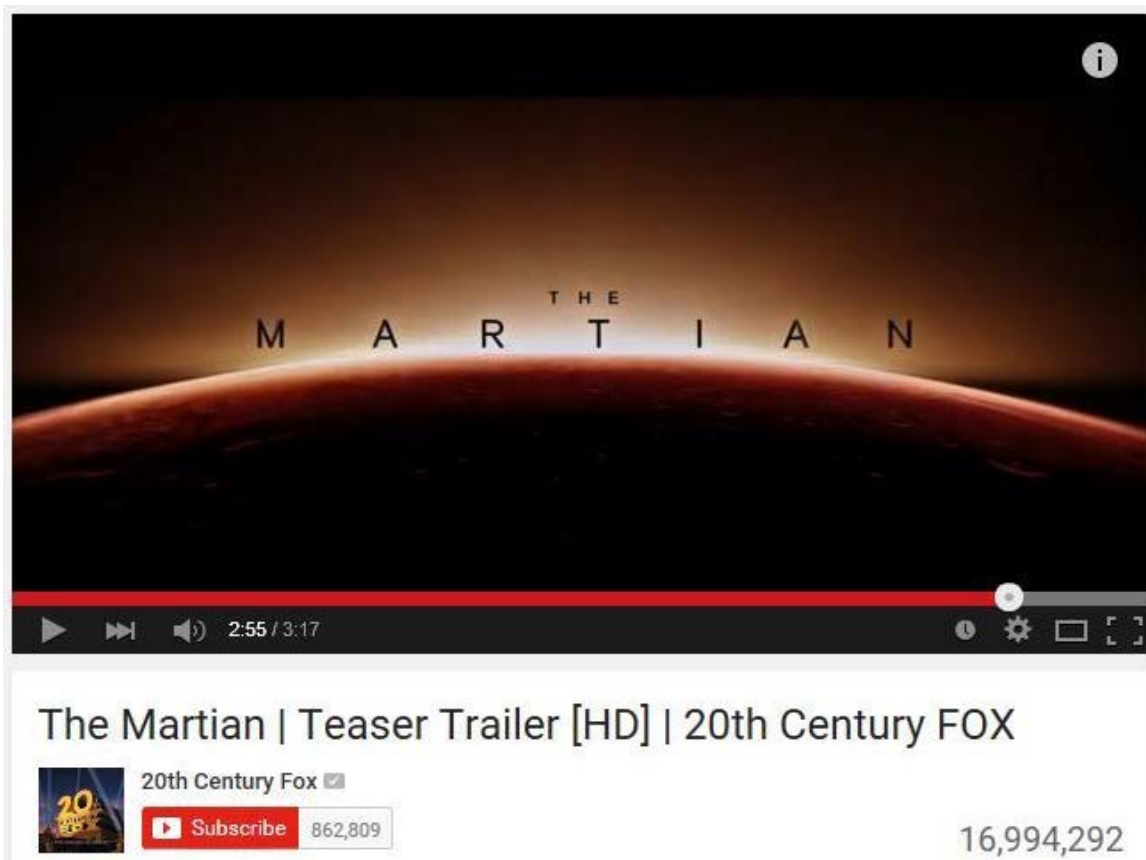 i
THE
MARTIAN
2:55 / 3:17
The Martian | Teaser Trailer [HD] | 20th Century FOX
20th Century Fox
Subscribe 862,809
16,994,292